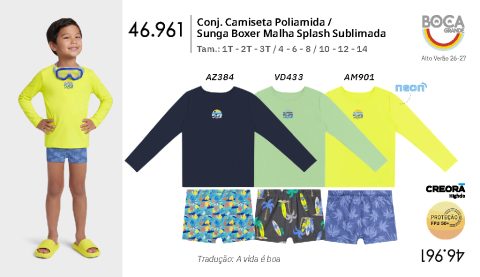 46.961
Conj. Camiseta Poliamida /
Sunga Boxer Malha Splash Sublimada
Tam.: 1T - 2T - 3T / 4 - 6 - 8 / 10 - 12 - 14
BOCA
GRANDE
Alto Verão 26-27
AZ384
VD433
AM901
neon
CREORA
Highclo
PROTEÇÃO
FPU 50+
Tradução: A vida é boa
46.961